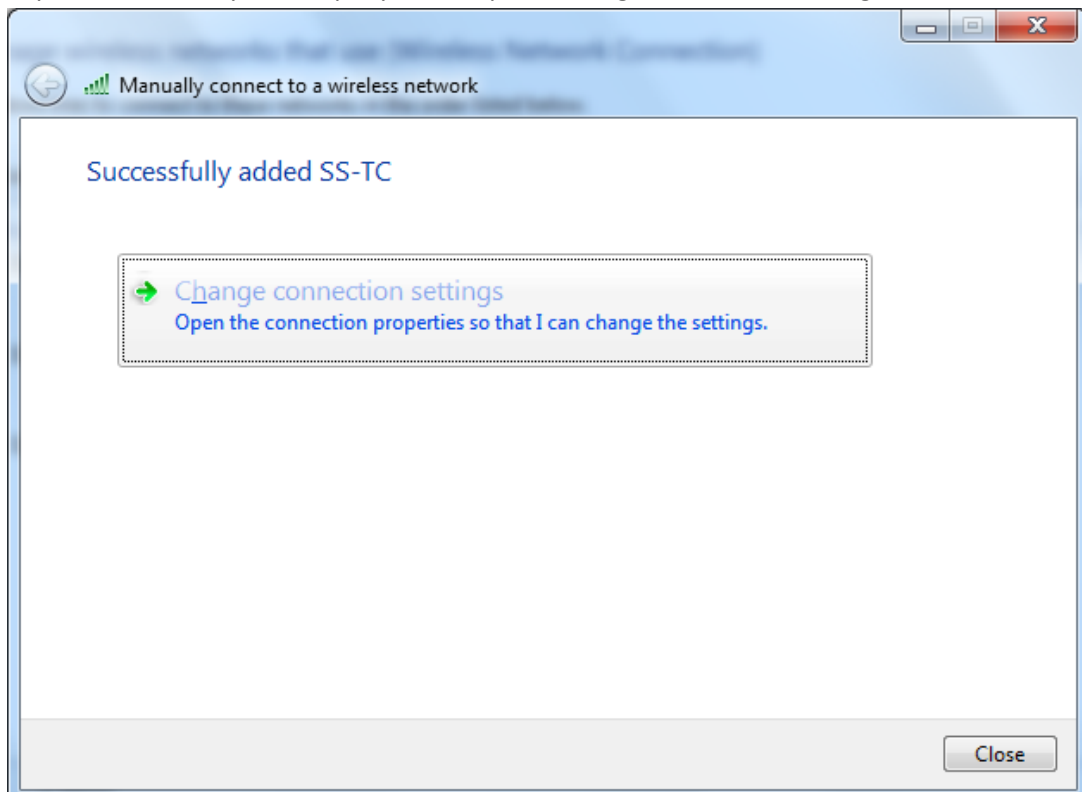 Manually connect to a wireless network
Successfully added SS-TC
Change connection settings
Open the connection properties so that I can change the settings.
Close